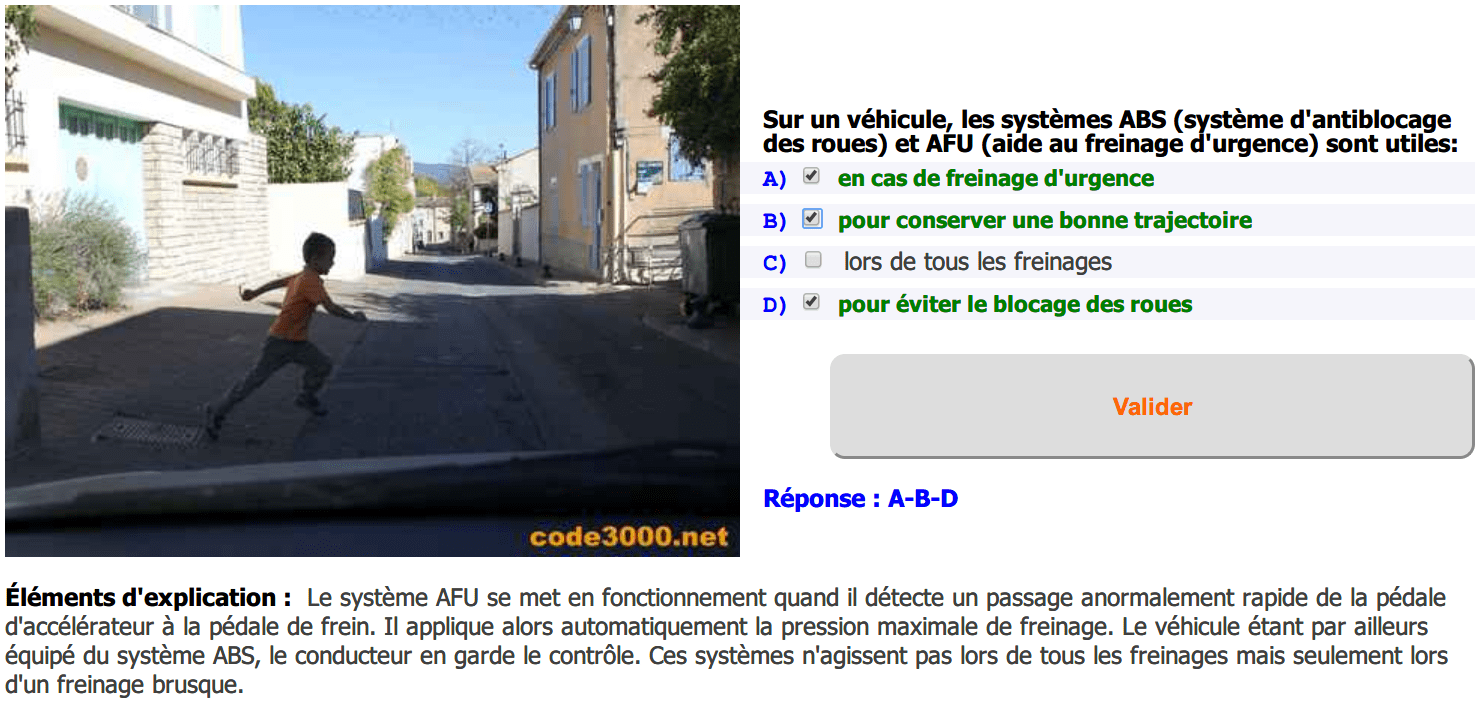 Sur un véhicule, les systèmes ABS (système d'antiblocage
des roues) et AFU (aide au freinage d'urgence) sont utiles:
A) en cas de freinage d'urgence
B) pour conserver une bonne trajectoire
C) lors de tous les freinages
D) pour éviter le blocage des roues
Valider
Réponse : A-B-D
code3000.net
Éléments d'explication : Le système AFU se met en fonctionnement quand il détecte un passage anormalement rapide de la pédale
d'accélérateur à la pédale de frein. Il applique alors automatiquement la pression maximale de freinage. Le véhicule étant par ailleurs
équipé du système ABS, le conducteur en garde le contrôle. Ces systèmes n'agissent pas lors de tous les freinages mais seulement lors
d'un freinage brusque.